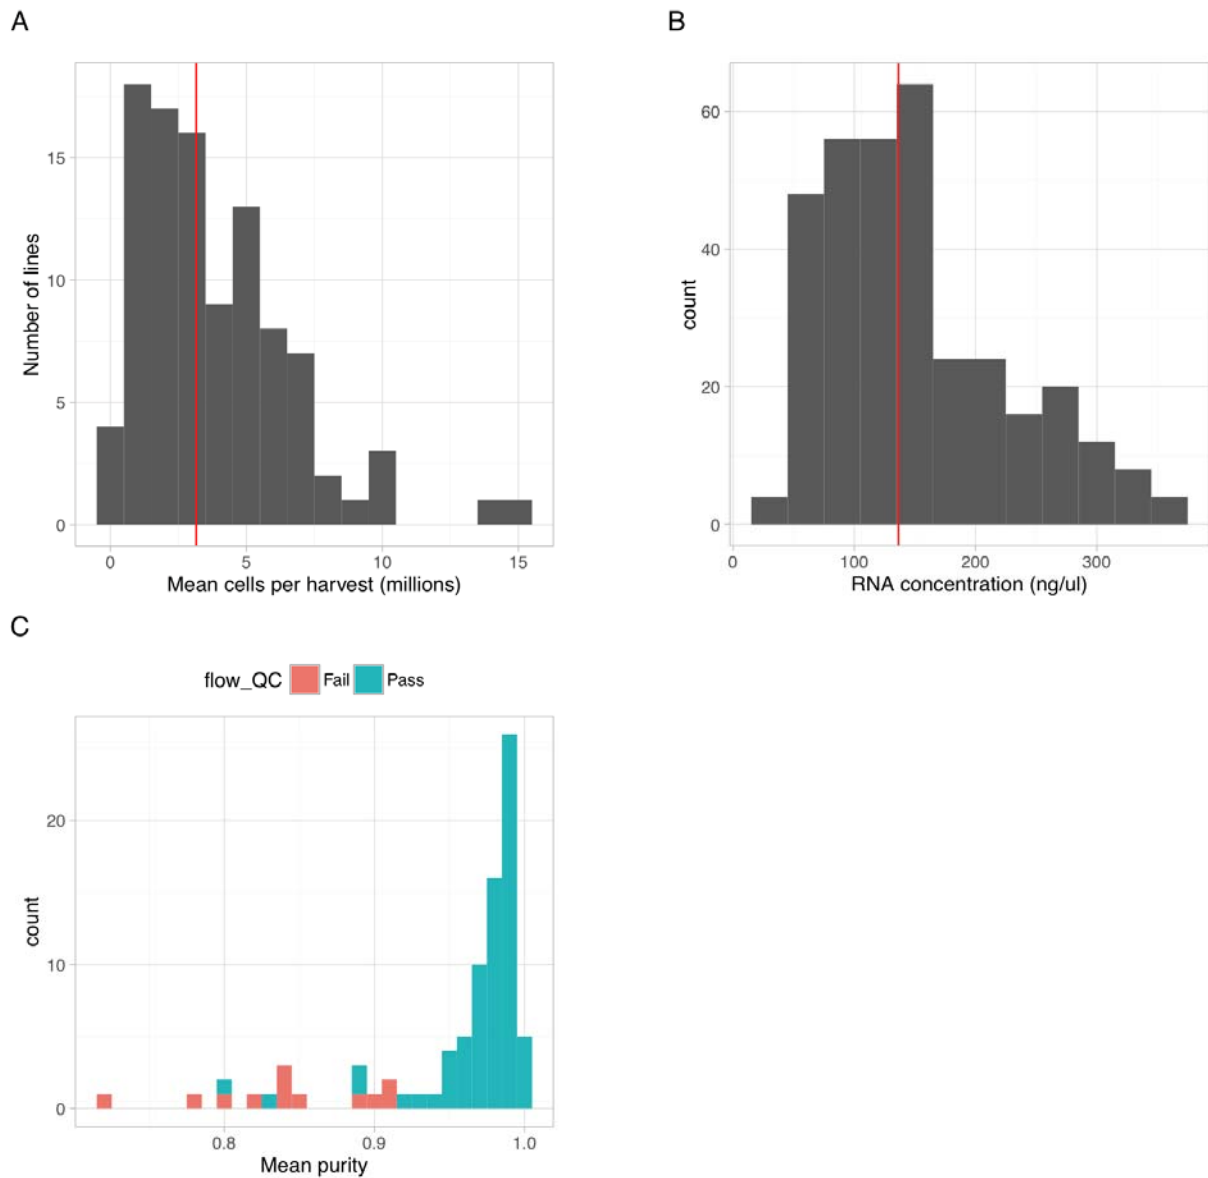 A
B
Number of lines
15
10
5
0
0 5 10 15
Mean cells per harvest (millions)
count
60
40
20
0
0 100 200 300
RNA concentration (ng/ul)
C
flow_QC Fail Pass
count
20
10
0
0.8 0.9 1.0
Mean purity